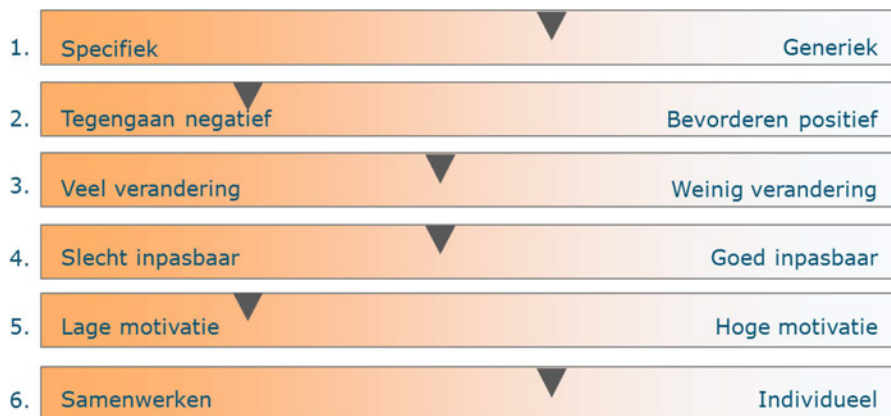 1. Specifiek Generiek
2. Tegengaan negatief Bevorderen positief
3. Veel verandering Weinig verandering
4. Slecht inpasbaar Goed inpasbaar
5. Lage motivatie Hoge motivatie
6. Samenwerken Individueel